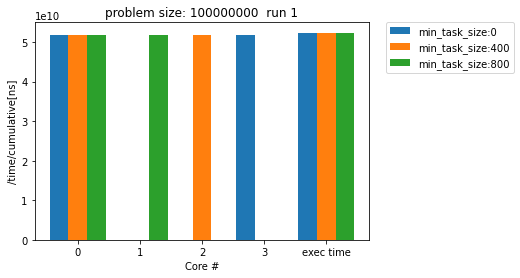 problem size: 100000000  run 1
1e10
5
4
3
2
1
0
/time/cumulative[ns]
0 1 2 3 exec time
Core #
min_task_size:0
min_task_size:400
min_task_size:800